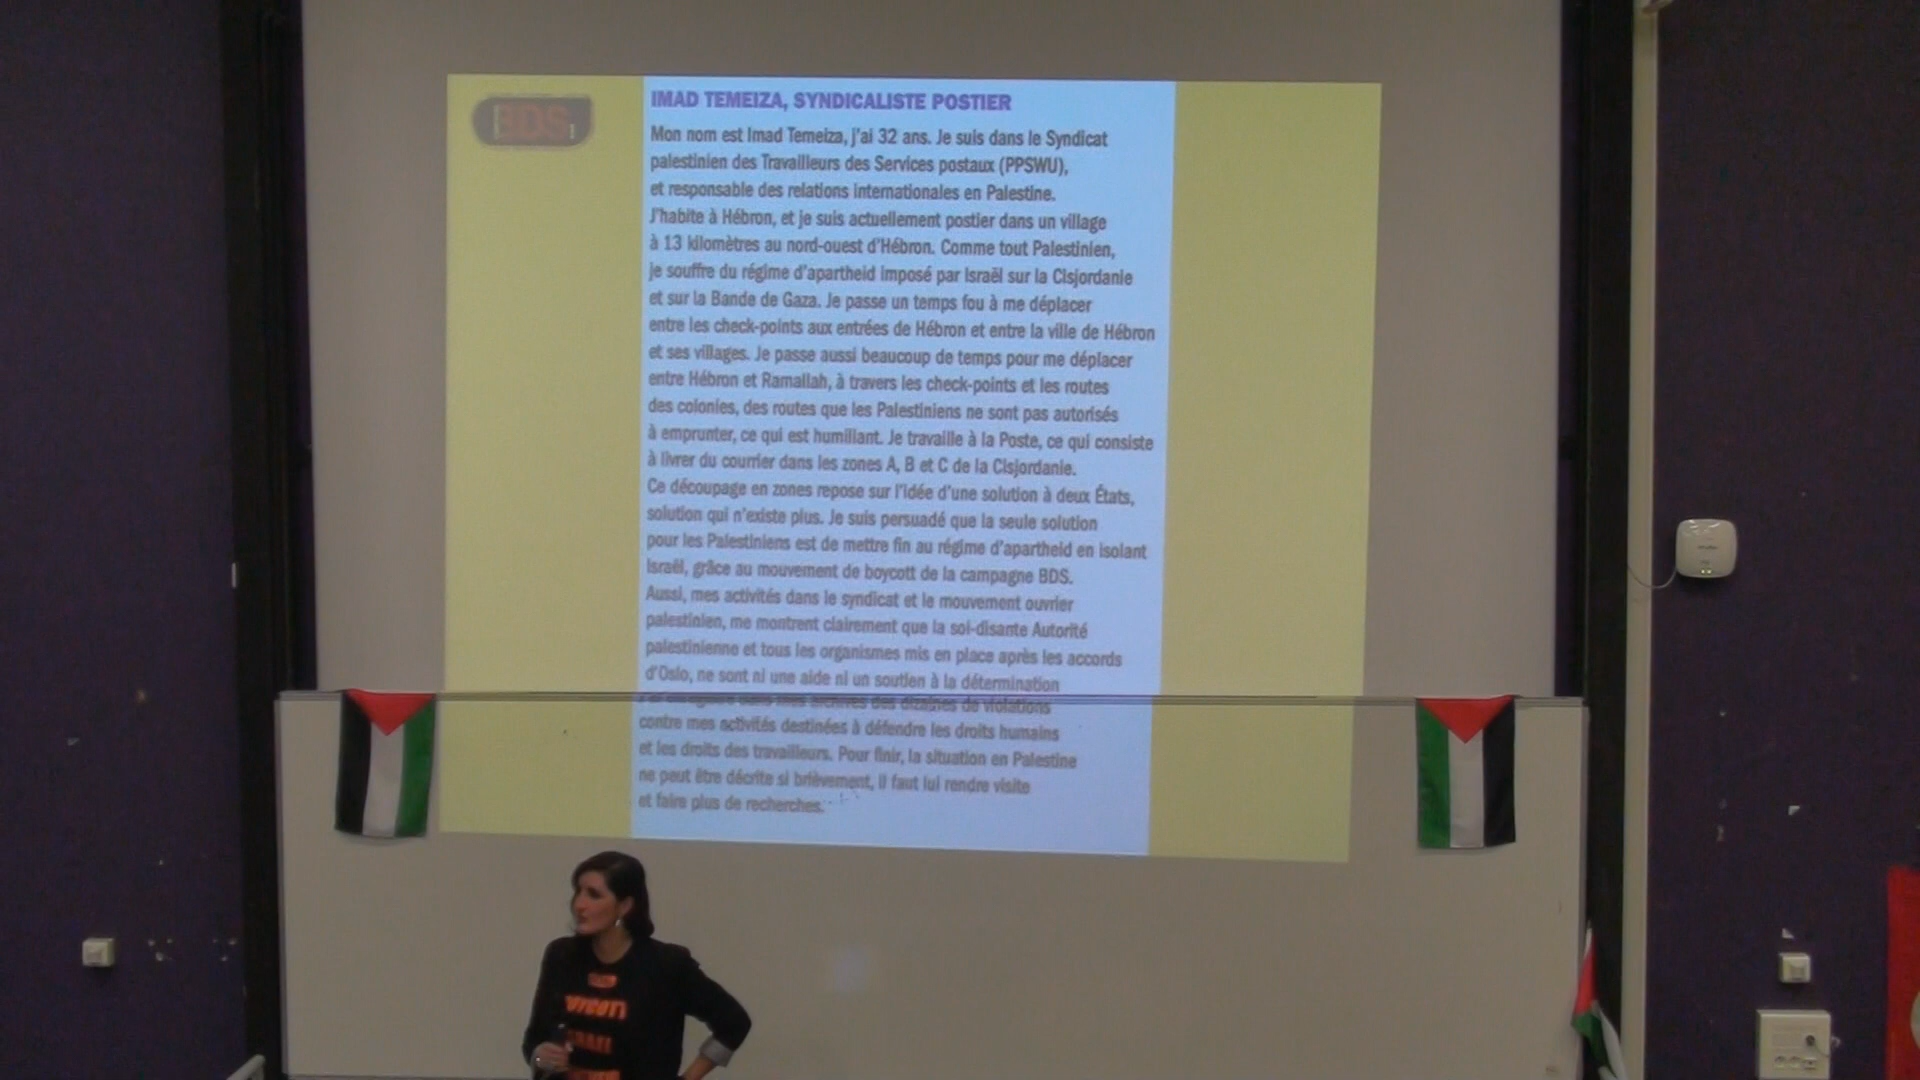 BDS
IMAD TEMEIZA, SYNDICALISTE POSTIER
Mon nom est Imad Temeiza, j'ai 32 ans. Je suis dans le Syndicat
palestinien des Travailleurs des Services postaux (PPSWU),
et responsable des relations internationales en Palestine.
J'habite à Hébron, et je suis actuellement postier dans un village
à 13 kilomètres au nord-ouest d'Hébron. Comme tout Palestinien,
je souffre du régime d'apartheid imposé par Israël sur la Cisjordanie
et sur la Bande de Gaza. Je passe un temps fou à me déplacer
entre les check-points aux entrées de Hébron et entre la ville de Hébron
et ses villages. Je passe aussi beaucoup de temps pour me déplacer
entre Hébron et Ramallah, à travers les check-points et les routes
des colonies, des routes que les Palestiniens ne sont pas autorisés
à emprunter, ce qui est humiliant. Je travaille à la Poste, ce qui consiste
à livrer du courrier dans les zones A, B et C de la Cisjordanie.
Ce découpage en zones repose sur l'idée d'une solution à deux États,
solution qui n'existe plus. Je suis persuadé que la seule solution
pour les Palestiniens est de mettre fin au régime d'apartheid en isolant
Israël, grâce au mouvement de boycott de la campagne BDS.
Aussi, mes activités dans le syndicat et le mouvement ouvrier
palestinien, me montrent clairement que la soi-disante Autorité
palestinienne et tous les organismes mis en place après les accords
d'Oslo, ne sont ni une aide ni un soutien à la détermination
mes archives des dizaines de violations
contre mes activités destinées à défendre les droits humains
et les droits des travailleurs. Pour finir, la situation en Palestine
ne peut être décrite si brièvement, il faut lui rendre visite
et faire plus de recherches.